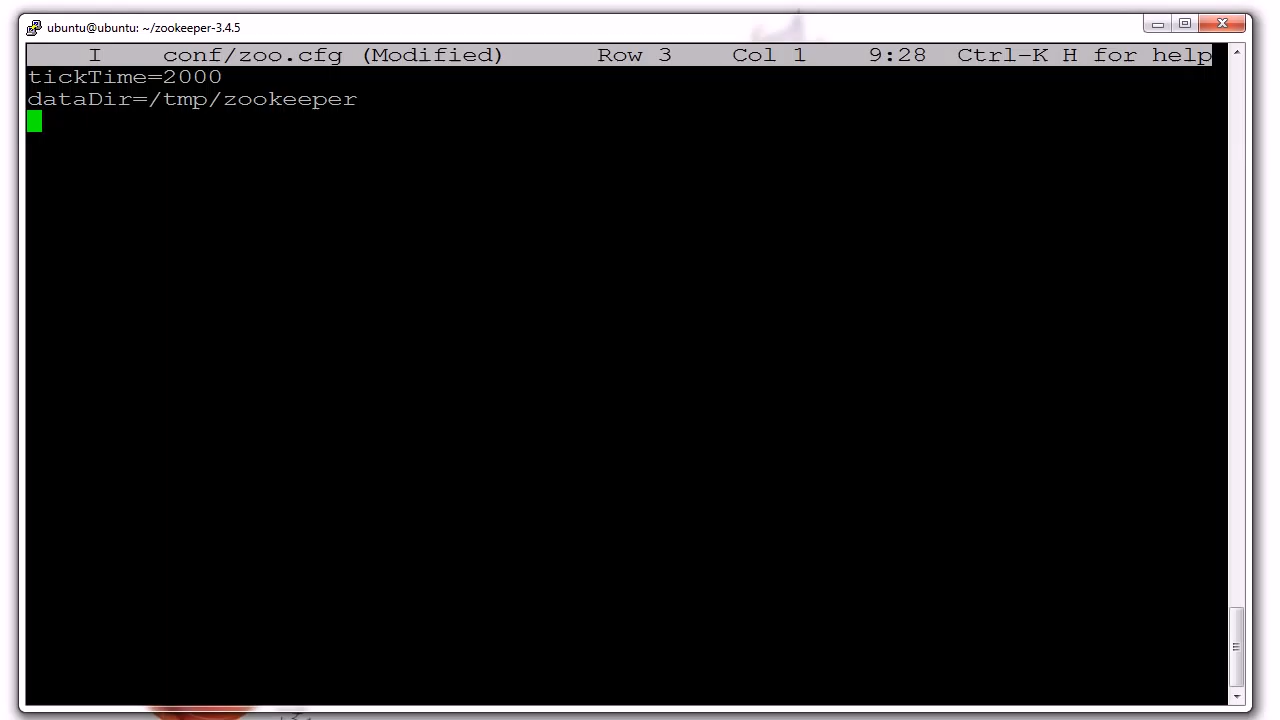 ubuntu@ubuntu: ~/zookeeper-3.4.5
I conf/zoo.cfg (Modified) Row 3 Col 1 9:28 Ctrl-K H for help
tickTime=2000
dataDir=/tmp/zookeeper